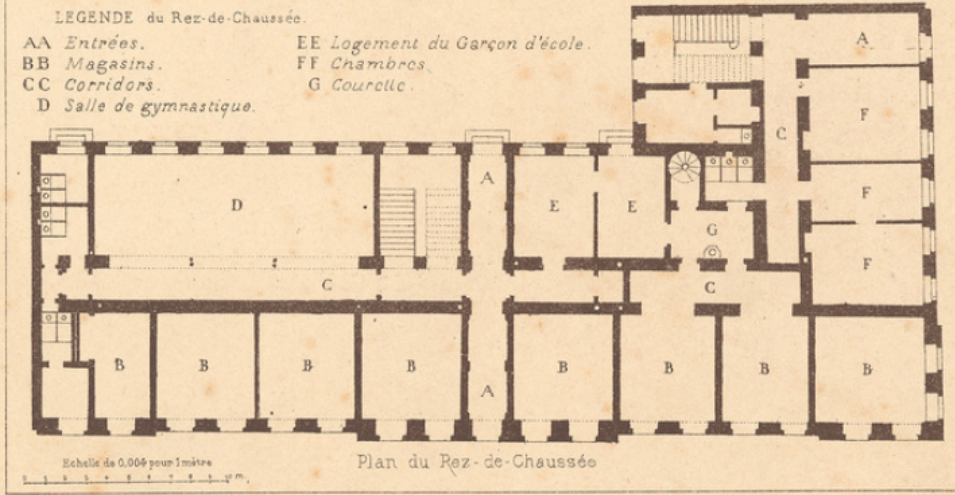 LEGENDE du Rez-de-Chaussée.
AA Entrées.
BB Magasins.
CC Corridors.
D Salle de gymnastique.
EE Logement du Garçon d'école.
FF Chambres
G Courette.
A
F
C
F
A
D
E
E
G
F
C
C
B
B
B
B
B
B
B
B
A
Echelle de 0,004 pour 1 mètre
m.
Plan du Rez-de-Chaussée